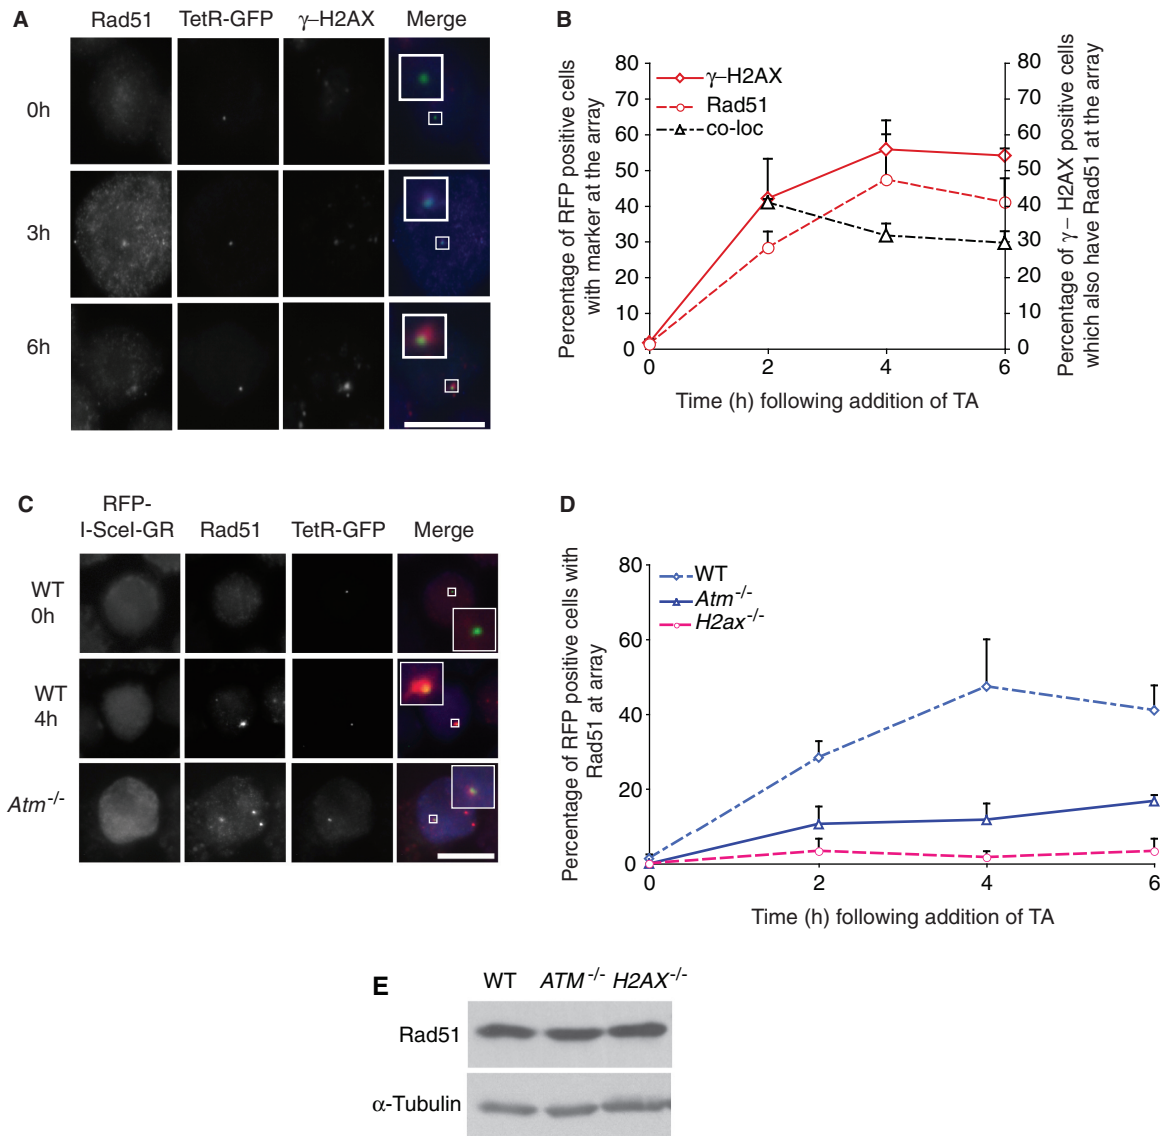 A
Rad51 TetR-GFP γ–H2AX Merge
0h
3h
6h
B
Percentage of RFP positive cells
with marker at the array
80
70
60
50
40
30
20
10
0
γ–H2AX
Rad51
co-loc
80
70
60
50
40
30
20
10
0
Percentage of γ– H2AX positive cells
which also have Rad51 at the array
0 2 4 6
Time (h) following addition of TA
C
RFP-
I-SceI-GR Rad51 TetR-GFP Merge
WT
0h
WT
4h
Atm-/-
D
Percentage of RFP positive cells with
Rad51 at array
80
60
40
20
0
WT
Atm-/-
H2ax-/-
0 2 4 6
Time (h) following addition of TA
E
WT ATM -/- H2AX-/-
Rad51
α-Tubulin